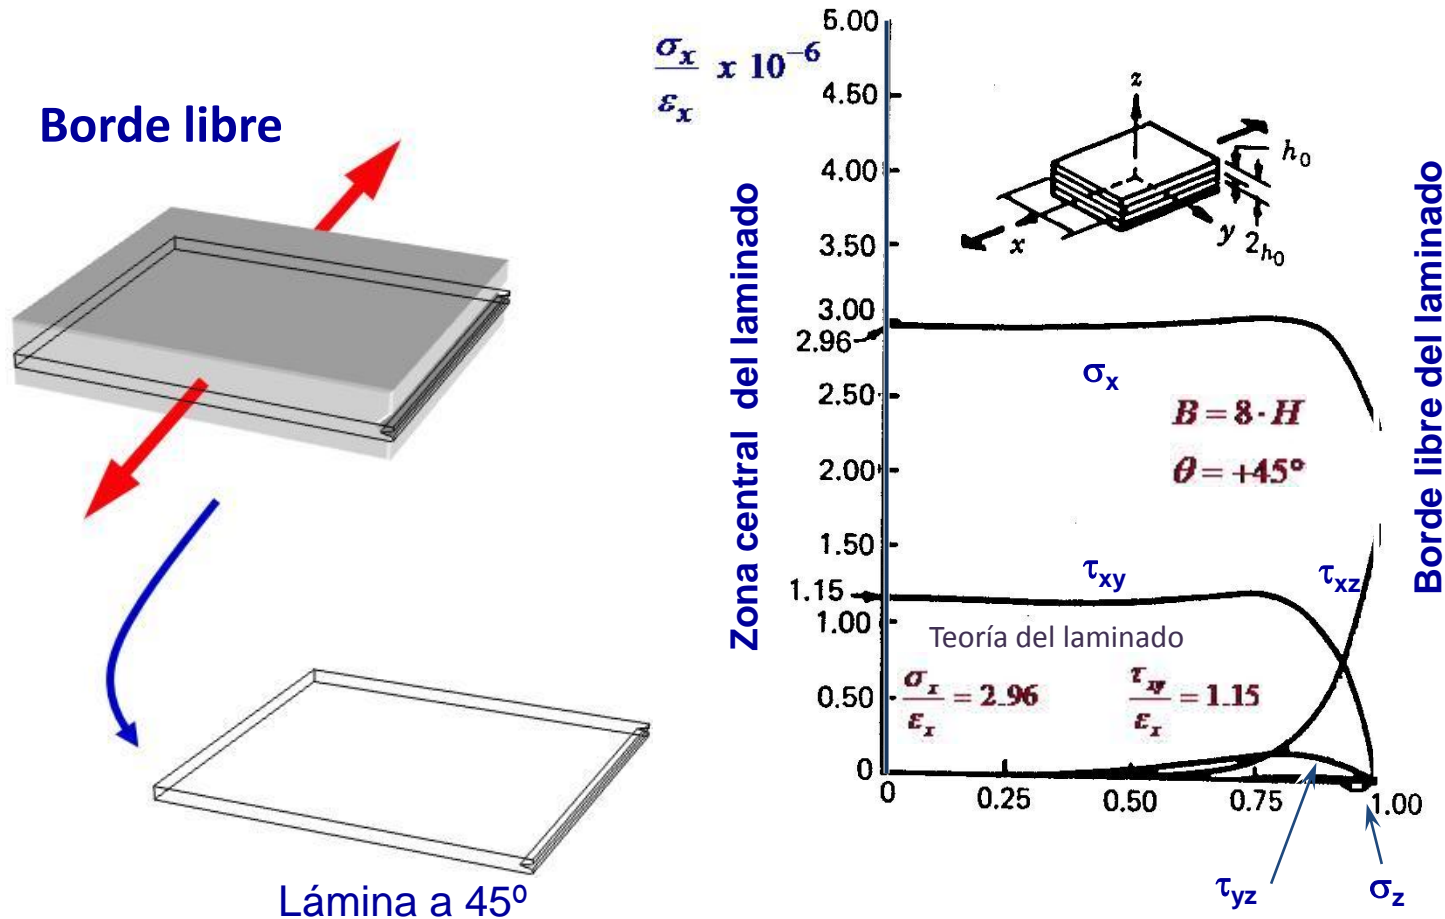 Borde libre
Lámina a 45º
σx
εx
x 10⁻⁶
Zona central del laminado
5.00
4.50
4.00
3.50
3.00
2.96
2.50
2.00
1.50
1.15
1.00
0.50
0
0
0.25
0.50
0.75
1.00
z
h0
x
y
2h0
σx
B = 8 · H
θ = +45°
τxy
τxz
Teoría del laminado
σx
εx
= 2.96
τxy
εx
= 1.15
τyz
σz
Borde libre del laminado